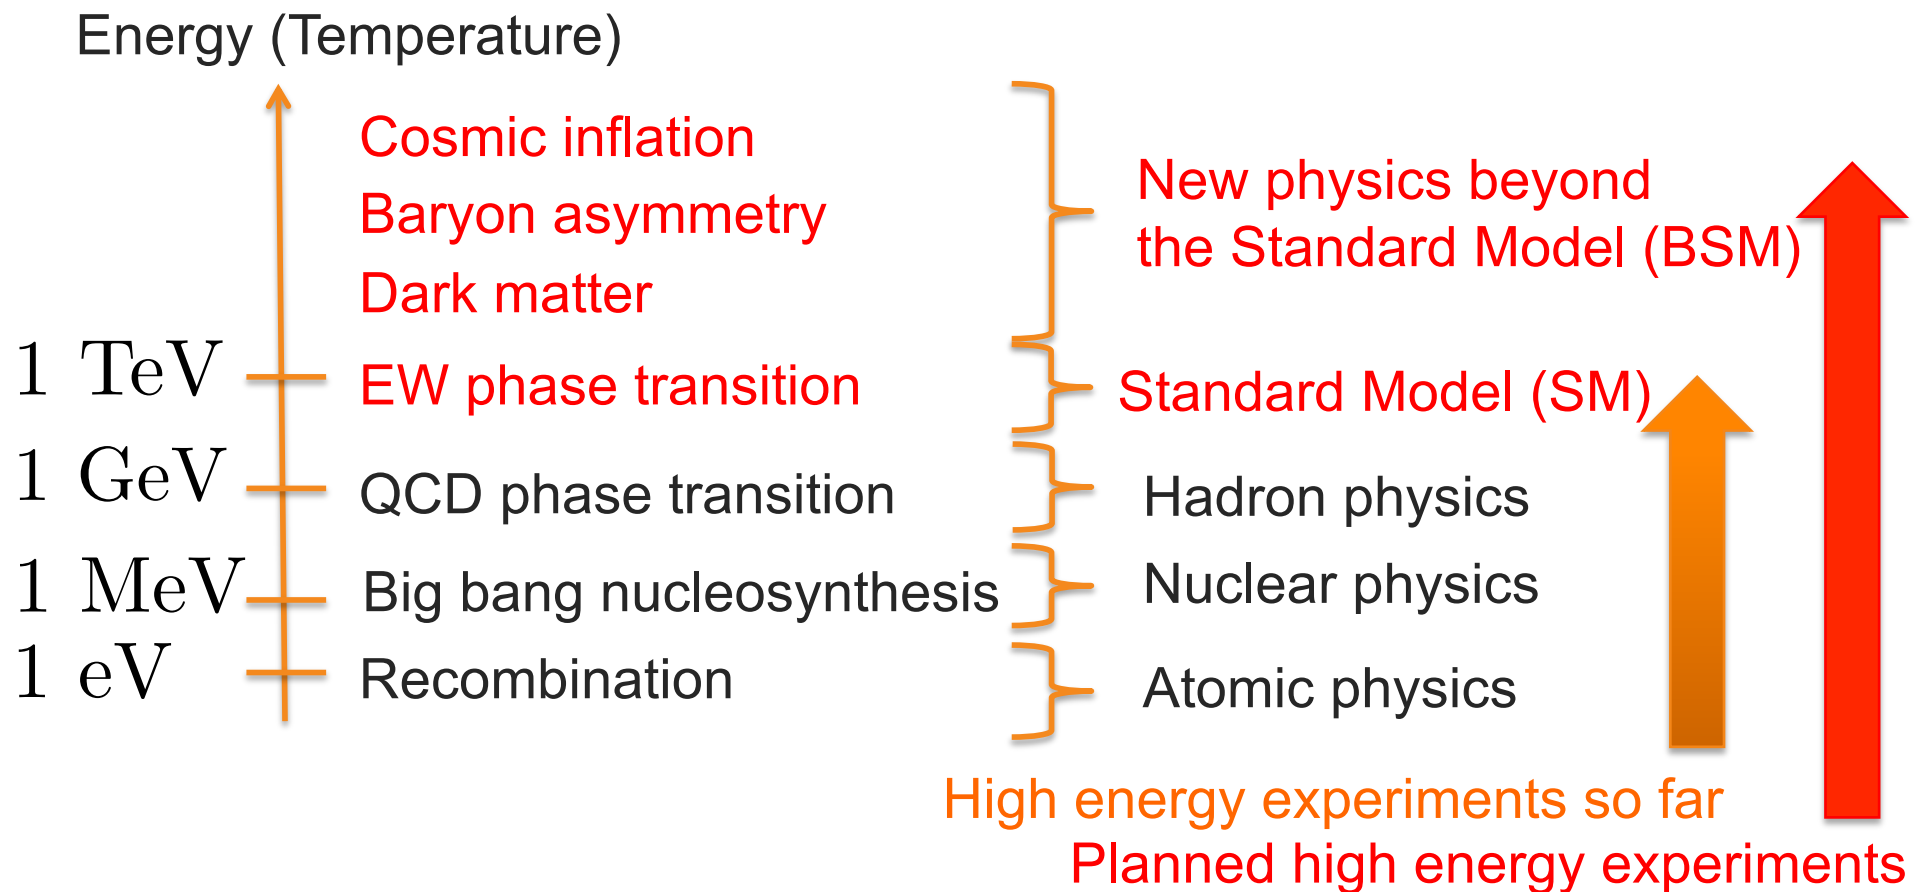 Energy (Temperature)
Cosmic inflation
Baryon asymmetry
Dark matter
New physics beyond
the Standard Model (BSM)
1 TeV
EW phase transition
Standard Model (SM)
1 GeV
QCD phase transition
Hadron physics
1 MeV
Big bang nucleosynthesis
Nuclear physics
1 eV
Recombination
Atomic physics
High energy experiments so far
Planned high energy experiments